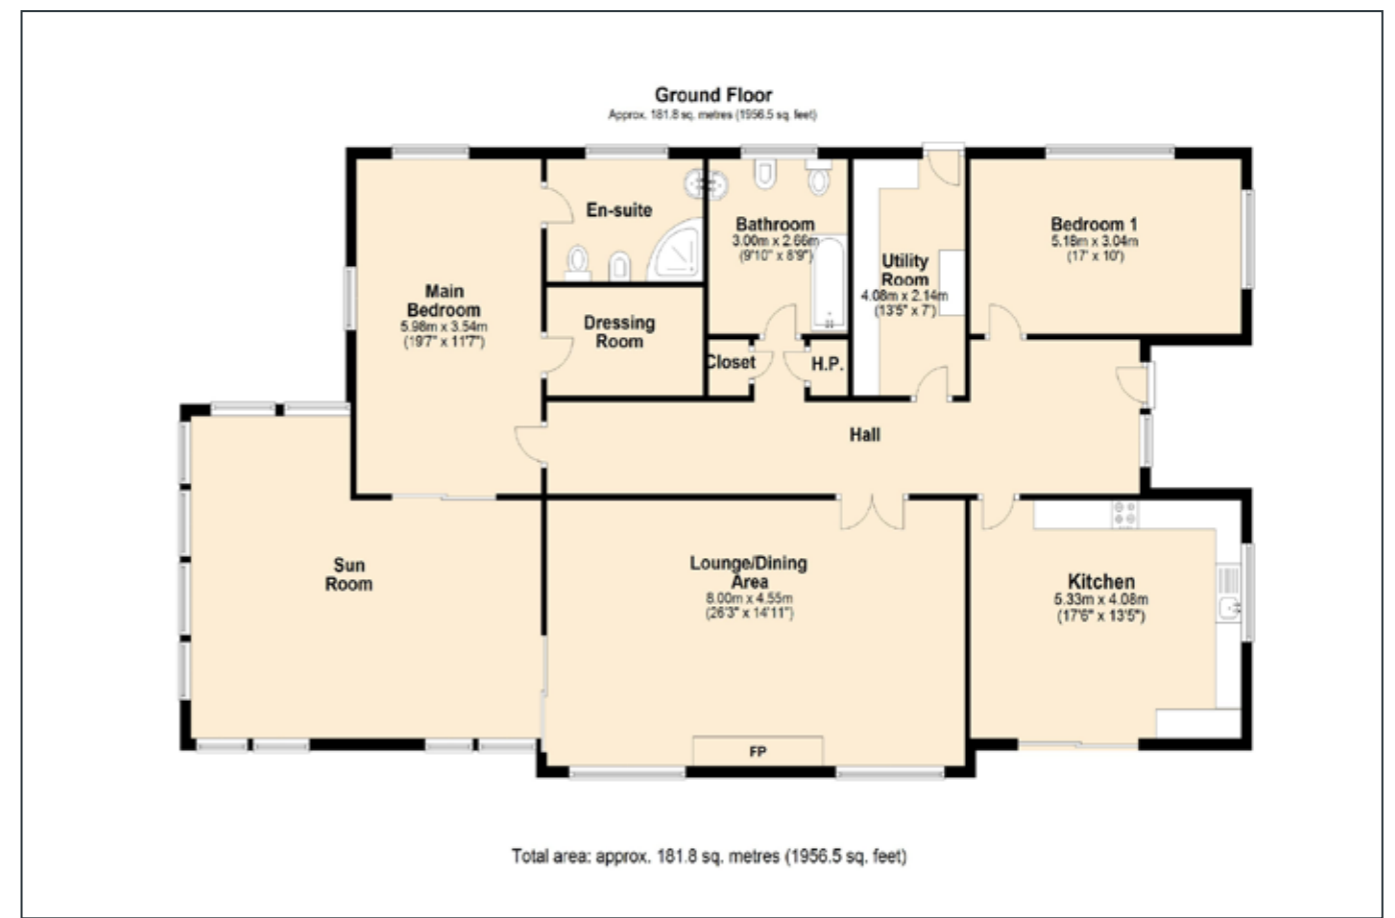 Ground Floor
Approx. 181.8 sq. metres (1956.5 sq. feet)
En-suite
Bathroom
3.00m x 2.66m
(9'10" x 8'9")
Bedroom 1
5.18m x 3.04m
(17' x 10')
Utility
Room
4.08m x 2.14m
(13'5" x 7')
Main
Bedroom
5.98m x 3.54m
(19'7" x 11'7")
Dressing
Room
Closet
H.P.
Hall
Sun
Room
Lounge/Dining
Area
8.00m x 4.55m
(26'3" x 14'11")
Kitchen
5.33m x 4.08m
(17'6" x 13'5")
FP
Total area: approx. 181.8 sq. metres (1956.5 sq. feet)